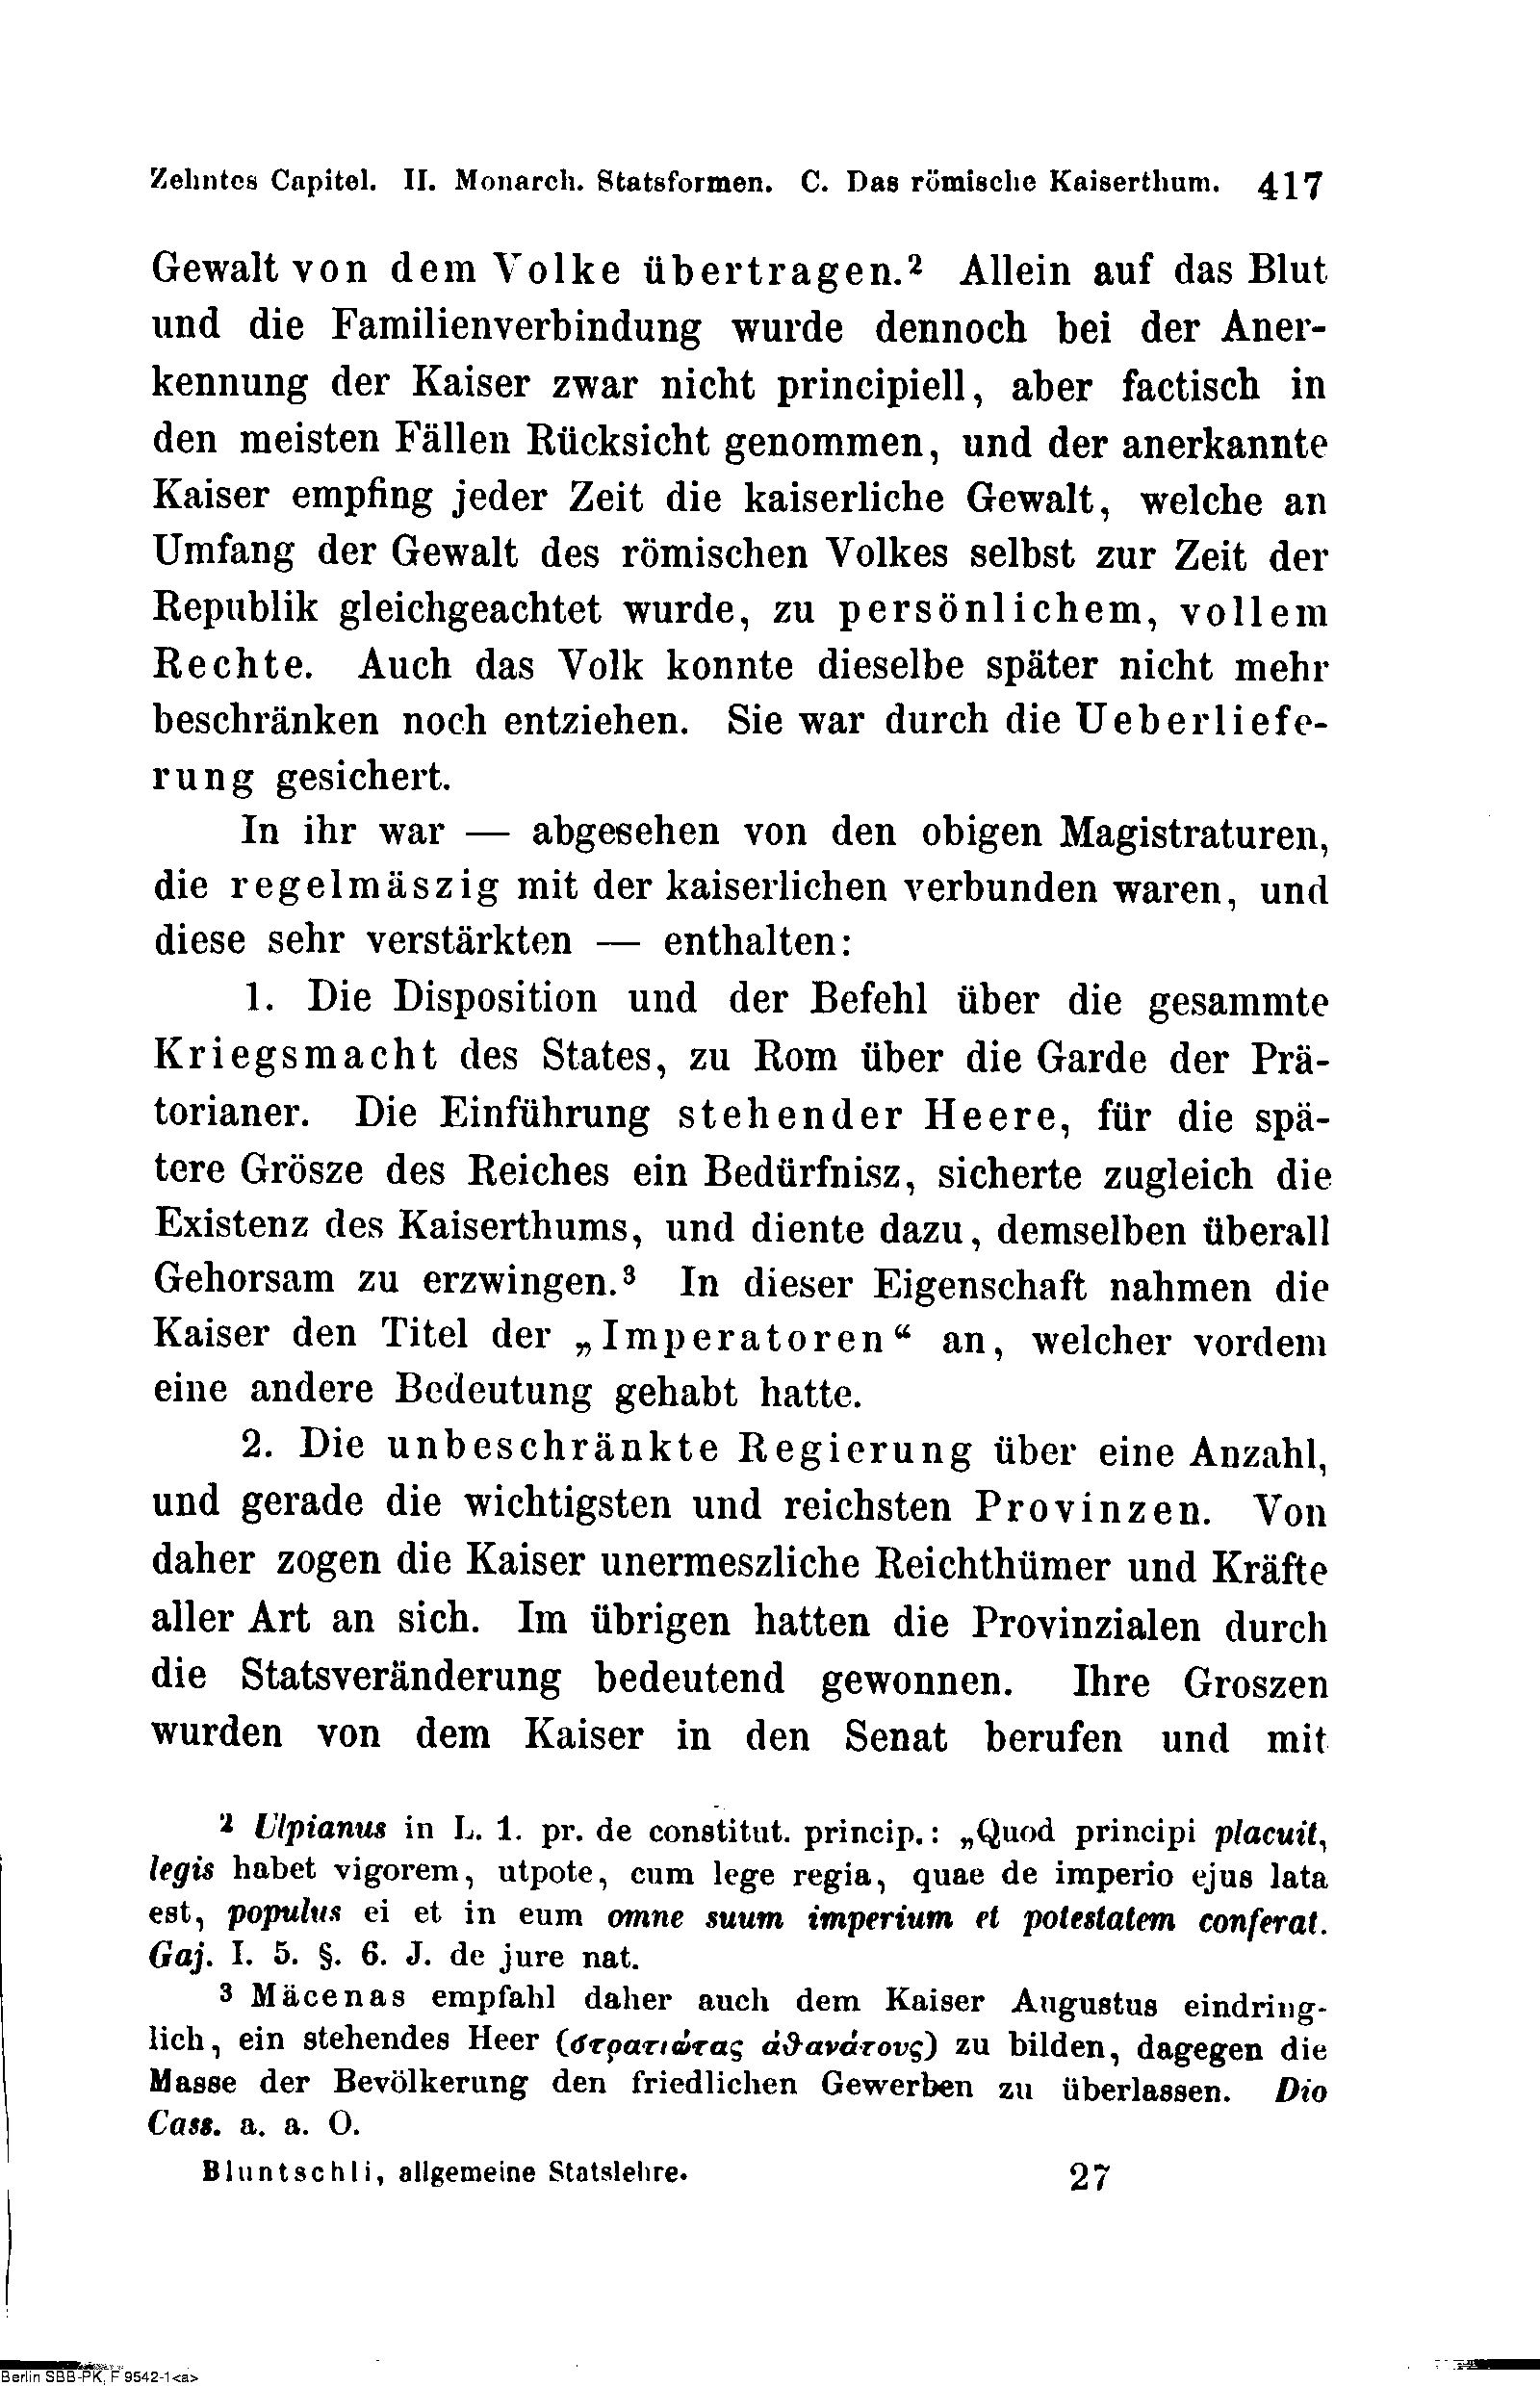 Zehntes Capitel. II. Monarch. Statsformen. C. Das römische Kaiserthum. 417
Gewalt von dem Volke übertragen.² Allein auf das Blut
und die Familienverbindung wurde dennoch bei der Aner-
kennung der Kaiser zwar nicht principiell, aber factisch in
den meisten Fällen Rücksicht genommen, und der anerkannte
Kaiser empfing jeder Zeit die kaiserliche Gewalt, welche an
Umfang der Gewalt des römischen Volkes selbst zur Zeit der
Republik gleichgeachtet wurde, zu persönlichem, vollem
Rechte. Auch das Volk konnte dieselbe später nicht mehr
beschränken noch entziehen. Sie war durch die Ueberliefe-
rung gesichert.
In ihr war — abgesehen von den obigen Magistraturen,
die regelmäszig mit der kaiserlichen verbunden waren, und
diese sehr verstärkten — enthalten:
1. Die Disposition und der Befehl über die gesammte
Kriegsmacht des States, zu Rom über die Garde der Prä-
torianer. Die Einführung stehender Heere, für die spä-
tere Grösze des Reiches ein Bedürfnisz, sicherte zugleich die
Existenz des Kaiserthums, und diente dazu, demselben überall
Gehorsam zu erzwingen.³ In dieser Eigenschaft nahmen die
Kaiser den Titel der „Imperatoren“ an, welcher vordem
eine andere Bedeutung gehabt hatte.
2. Die unbeschränkte Regierung über eine Anzahl,
und gerade die wichtigsten und reichsten Provinzen. Von
daher zogen die Kaiser unermeszliche Reichthümer und Kräfte
aller Art an sich. Im übrigen hatten die Provinzialen durch
die Statsveränderung bedeutend gewonnen. Ihre Groszen
wurden von dem Kaiser in den Senat berufen und mit
² Ulpianus in L. 1. pr. de constitut. princip.: „Quod principi placuit,
legis habet vigorem, utpote, cum lege regia, quae de imperio ejus lata
est, populus ei et in eum omne suum imperium et potestatem conferat.
Gaj. I. 5. §. 6. J. de jure nat.
³ Mäcenas empfahl daher auch dem Kaiser Augustus eindring-
lich, ein stehendes Heer (στρατιώτας ἀϑανάτους) zu bilden, dagegen die
Masse der Bevölkerung den friedlichen Gewerben zu überlassen. Dio
Cass. a. a. O.
Bluntschli, allgemeine Statslehre. 27
Berlin SBB-PK, F 9542-1<a>